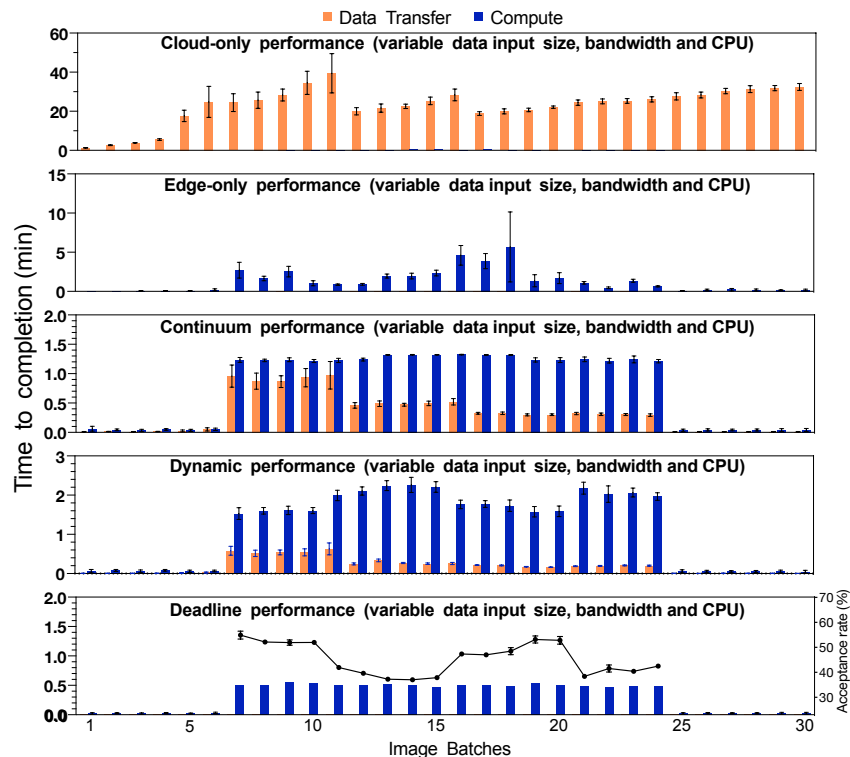 Data Transfer Compute
Cloud-only performance (variable data input size, bandwidth and CPU)
60
40
20
0
Edge-only performance (variable data input size, bandwidth and CPU)
15
10
5
0
Continuum performance (variable data input size, bandwidth and CPU)
2.0
1.5
1.0
0.5
0.0
Dynamic performance (variable data input size, bandwidth and CPU)
3
2
1
0
Deadline performance (variable data input size, bandwidth and CPU)
2.0
1.5
1.0
0.5
0.0
70
60
50
40
30
Acceptance rate (%)
Time to completion (min)
1 5 10 15 20 25 30
Image Batches